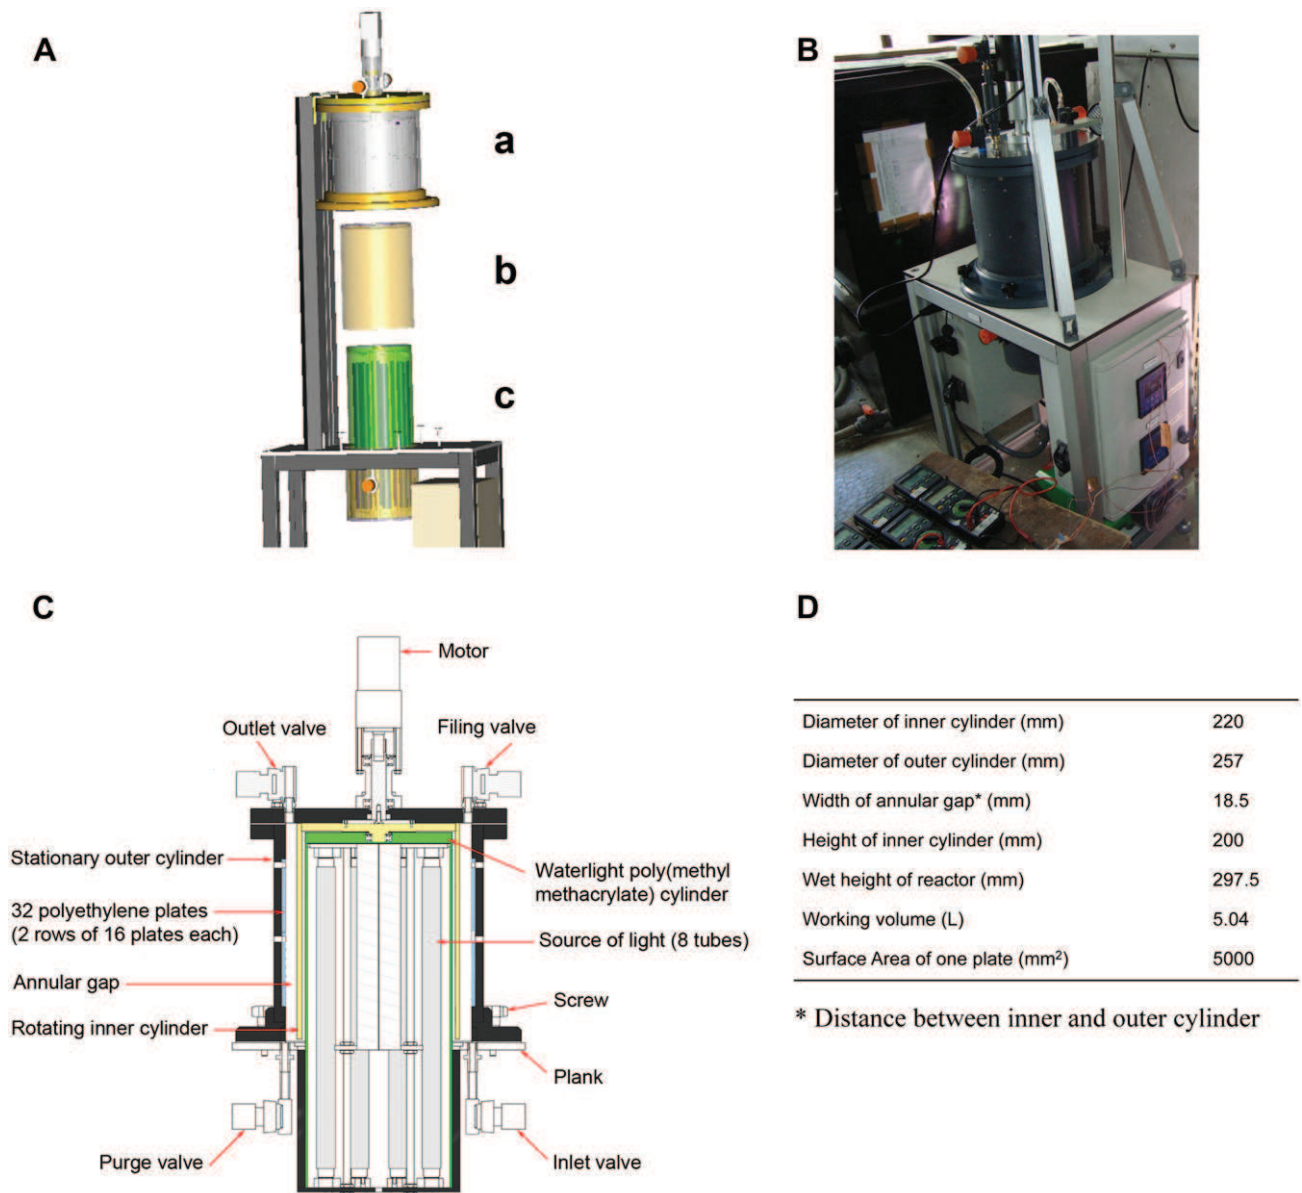 A
B
a
b
c
C
D
Motor
Outlet valve
Filing valve
Stationary outer cylinder
Waterlight poly(methyl
methacrylate) cylinder
32 polyethylene plates
(2 rows of 16 plates each)
Source of light (8 tubes)
Annular gap
Screw
Rotating inner cylinder
Plank
Purge valve
Inlet valve
Diameter of inner cylinder (mm) 220
Diameter of outer cylinder (mm) 257
Width of annular gap* (mm) 18.5
Height of inner cylinder (mm) 200
Wet height of reactor (mm) 297.5
Working volume (L) 5.04
Surface Area of one plate (mm²) 5000
* Distance between inner and outer cylinder